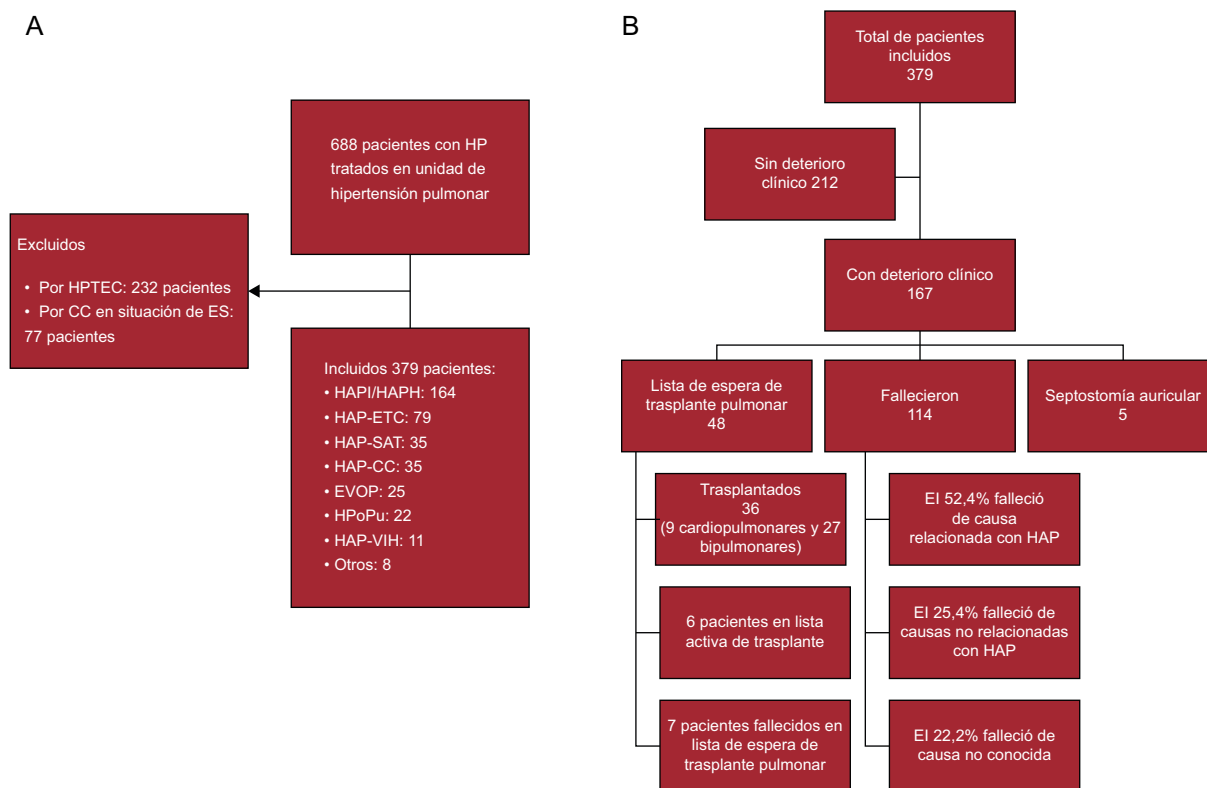 A
688 pacientes con HP
tratados en unidad de
hipertensión pulmonar
Excluidos
• Por HPTEC: 232 pacientes
• Por CC en situación de ES:
77 pacientes
Incluidos 379 pacientes:
• HAPI/HAPH: 164
• HAP-ETC: 79
• HAP-SAT: 35
• HAP-CC: 35
• EVOP: 25
• HPoPu: 22
• HAP-VIH: 11
• Otros: 8
B
Total de pacientes
incluidos
379
Sin deterioro
clínico 212
Con deterioro clínico
167
Lista de espera de
trasplante pulmonar
48
Fallecieron
114
Septostomía auricular
5
Trasplantados
36
(9 cardiopulmonares y 27
bipulmonares)
6 pacientes en lista
activa de trasplante
7 pacientes fallecidos en
lista de espera de
trasplante pulmonar
El 52,4% falleció
de causa
relacionada con HAP
El 25,4% falleció de
causas no relacionadas
con HAP
El 22,2% falleció de
causa no conocida